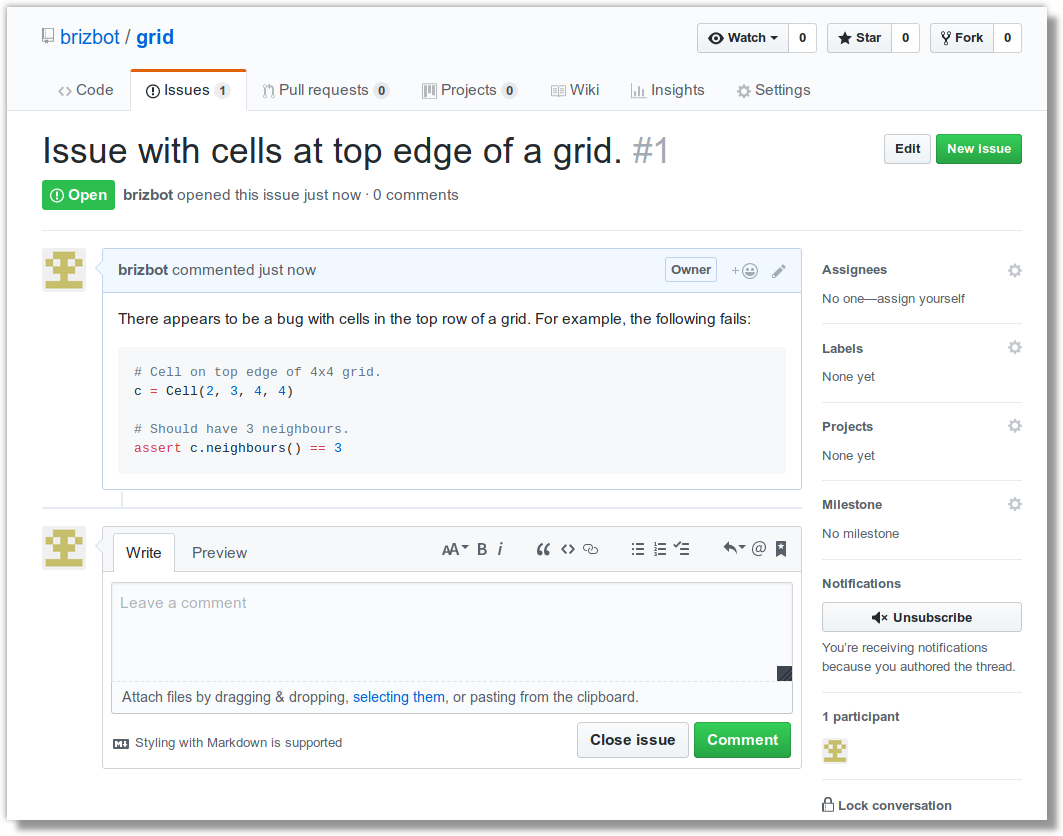 brizbot / grid
Watch 0 Star 0 Fork 0
Code Issues 1 Pull requests 0 Projects 0 Wiki Insights Settings
Issue with cells at top edge of a grid. #1
Edit New Issue
Open brizbot opened this issue just now · 0 comments
brizbot commented just now
Owner
There appears to be a bug with cells in the top row of a grid. For example, the following fails:
# Cell on top edge of 4x4 grid.
c = Cell(2, 3, 4, 4)
# Should have 3 neighbours.
assert c.neighbours() == 3
Write Preview
AA B i
Leave a comment
Attach files by dragging & dropping, selecting them, or pasting from the clipboard.
Styling with Markdown is supported
Close issue Comment
Assignees
No one—assign yourself
Labels
None yet
Projects
None yet
Milestone
No milestone
Notifications
Unsubscribe
You're receiving notifications
because you authored the thread.
1 participant
Lock conversation